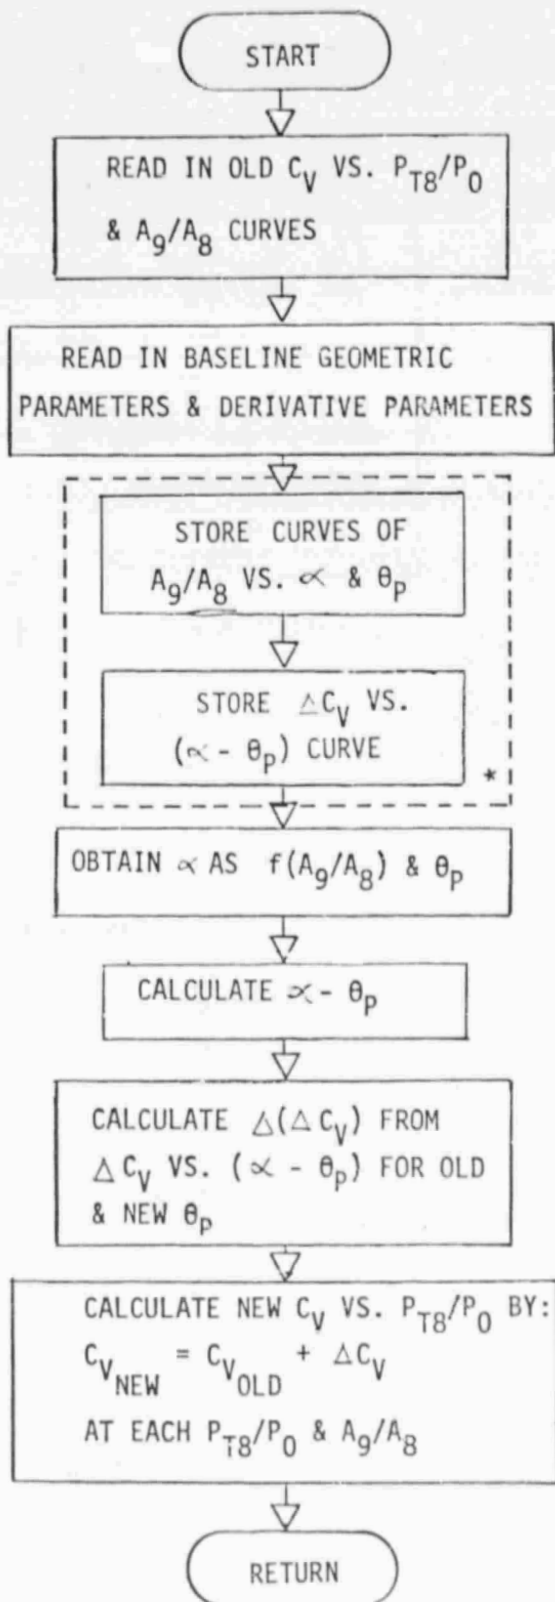 START
READ IN OLD C_V VS. P_T8/P_0
& A_9/A_8 CURVES
READ IN BASELINE GEOMETRIC
PARAMETERS & DERIVATIVE PARAMETERS
STORE CURVES OF
A_9/A_8 VS. ∝ & θ_p
STORE △C_V VS.
(∝ - θ_p) CURVE
*
OBTAIN ∝ AS f(A_9/A_8) & θ_p
CALCULATE ∝ - θ_p
CALCULATE △(△C_V) FROM
△C_V VS. (∝ - θ_p) FOR OLD
& NEW θ_p
CALCULATE NEW C_V VS. P_T8/P_0 BY:
C_V_NEW = C_V_OLD + △C_V
AT EACH P_T8/P_0 & A_9/A_8
RETURN